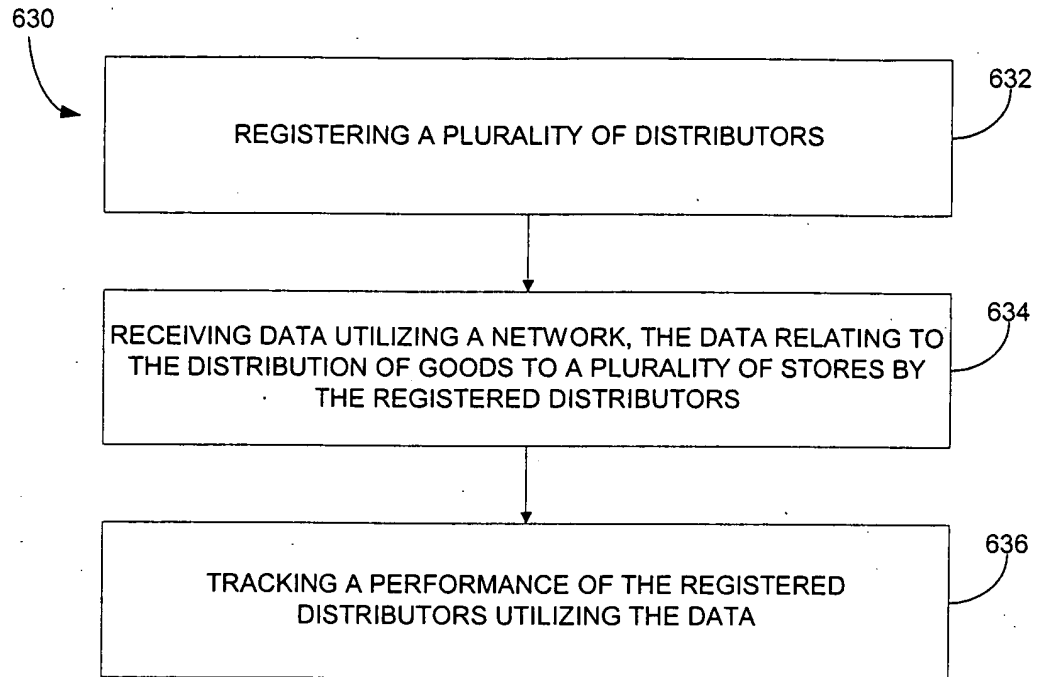 630
632
REGISTERING A PLURALITY OF DISTRIBUTORS
634
RECEIVING DATA UTILIZING A NETWORK, THE DATA RELATING TO
THE DISTRIBUTION OF GOODS TO A PLURALITY OF STORES BY
THE REGISTERED DISTRIBUTORS
636
TRACKING A PERFORMANCE OF THE REGISTERED
DISTRIBUTORS UTILIZING THE DATA